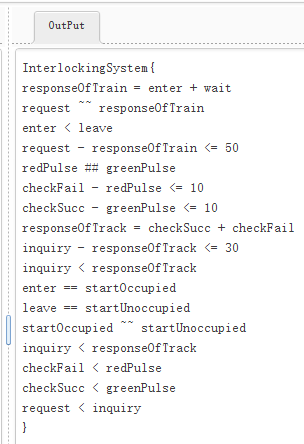 OutPut
InterlockingSystem{
responseOfTrain = enter + wait
request ~~ responseOfTrain
enter < leave
request - responseOfTrain <= 50
redPulse ## greenPulse
checkFail - redPulse <= 10
checkSucc - greenPulse <= 10
responseOfTrack = checkSucc + checkFail
inquiry - responseOfTrack <= 30
inquiry < responseOfTrack
enter == startOccupied
leave == startUnoccupied
startOccupied ~~ startUnoccupied
inquiry < responseOfTrack
checkFail < redPulse
checkSucc < greenPulse
request < inquiry
}